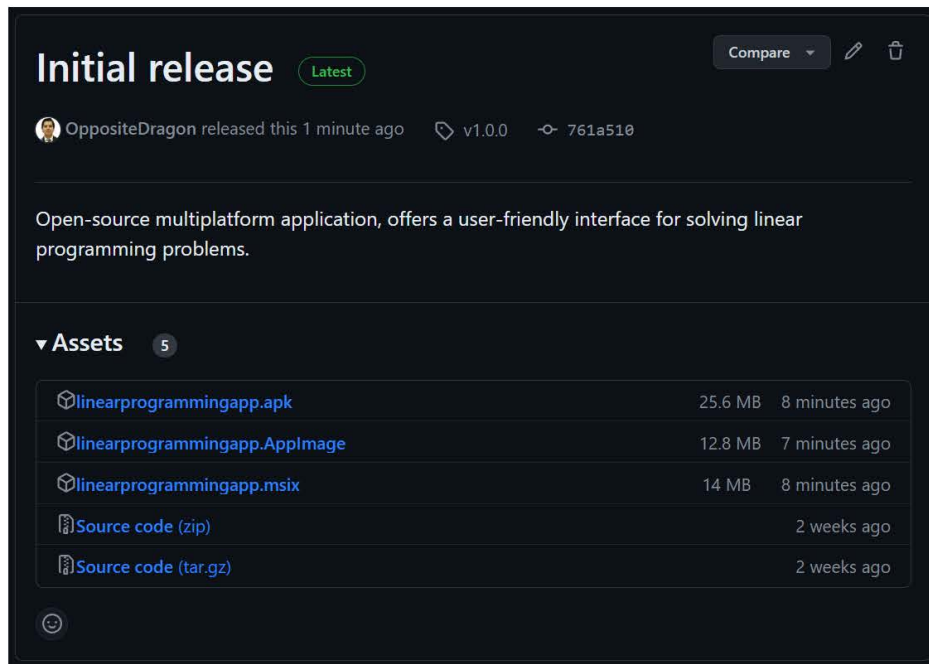 Initial release Latest Compare
OppositeDragon released this 1 minute ago v1.0.0 761a510
Open-source multiplatform application, offers a user-friendly interface for solving linear
programming problems.
Assets 5
linearprogrammingapp.apk 25.6 MB 8 minutes ago
linearprogrammingapp.AppImage 12.8 MB 7 minutes ago
linearprogrammingapp.msix 14 MB 8 minutes ago
Source code (zip) 2 weeks ago
Source code (tar.gz) 2 weeks ago